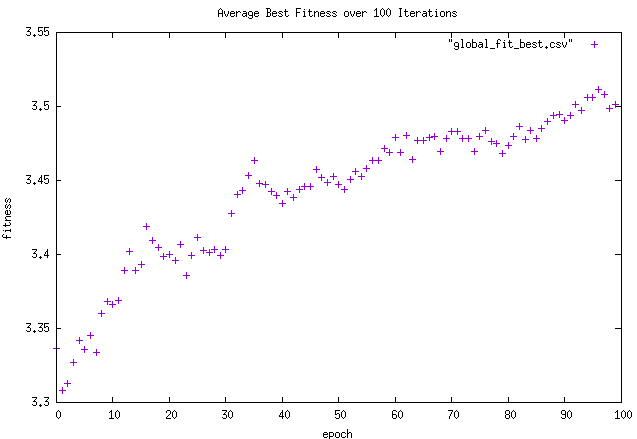 Average Best Fitness over 100 Iterations
3.55
"global_fit_best.csv"
3.5
3.45
fitness
3.4
3.35
3.3
0 10 20 30 40 50 60 70 80 90 100
epoch